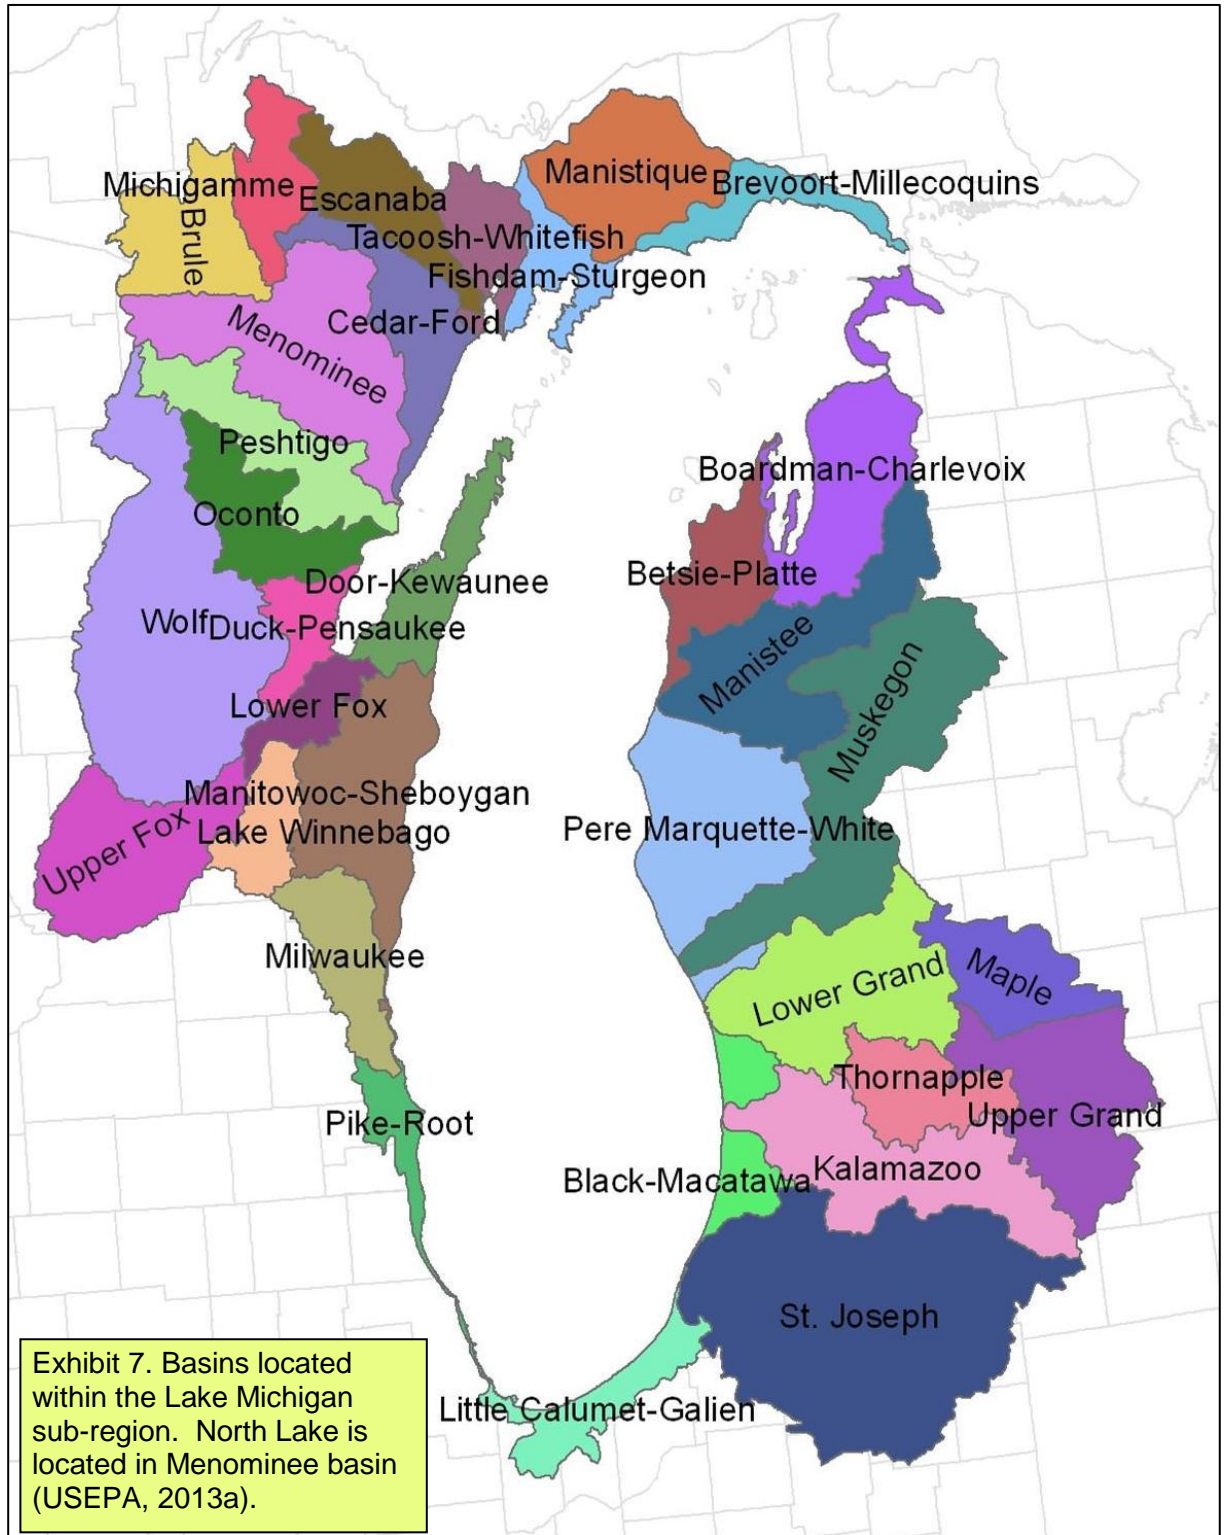 Manistique
Brevoort-Millecoquins
Michigamme
Escanaba
Brule
Tacoosh-Whitefish
Fishdam-Sturgeon
Cedar-Ford
Menominee
Peshtigo
Boardman-Charlevoix
Oconto
Betsie-Platte
Door-Kewaunee
Wolf
Duck-Pensaukee
Manistee
Lower Fox
Muskegon
Manitowoc-Sheboygan
Lake Winnebago
Pere Marquette-White
Upper Fox
Milwaukee
Lower Grand
Maple
Thornapple
Upper Grand
Pike-Root
Kalamazoo
Black-Macatawa
St. Joseph
Little Calumet-Galien
Exhibit 7. Basins located
within the Lake Michigan
sub-region.  North Lake is
located in Menominee basin
(USEPA, 2013a).